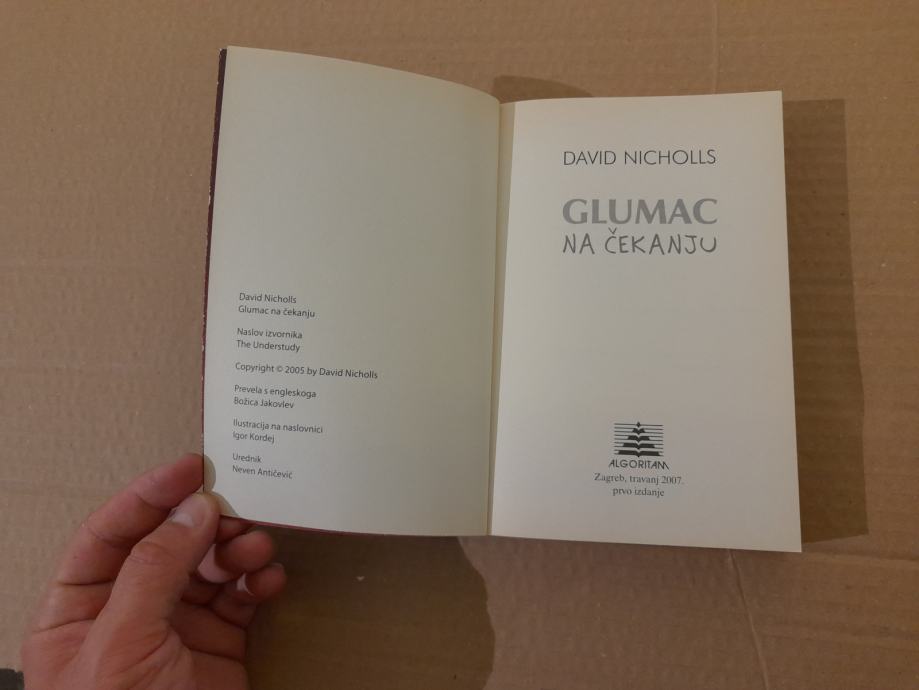 David Nicholls
Glumac na čekanju
Naslov izvornika
The Understudy
Copyright © 2005 by David Nicholls
Prevela s engleskoga
Božica Jakovlev
Ilustracija na naslovnici
Igor Kordej
Urednik
Neven Antičević
DAVID NICHOLLS
GLUMAC
NA ČEKANJU
ALGORITAM
Zagreb, travanj 2007.
prvo izdanje